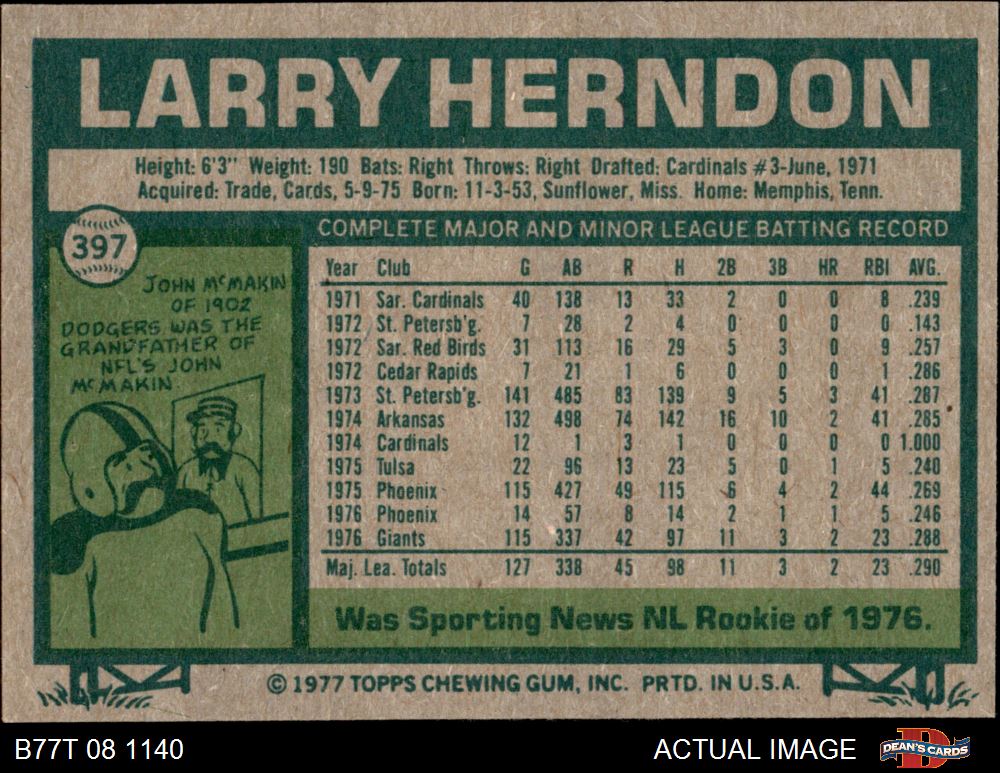 LARRY HERNDON
Height: 6'3" Weight: 190 Bats: Right Throws: Right Drafted: Cardinals #3-June, 1971
Acquired: Trade, Cards, 5-9-75 Born: 11-3-53, Sunflower, Miss. Home: Memphis, Tenn.
397
JOHN McMAKIN
OF 1902
DODGERS WAS THE
GRANDFATHER OF
NFL'S JOHN
McMAKIN
COMPLETE MAJOR AND MINOR LEAGUE BATTING RECORD
Year Club G AB R H 2B 3B HR RBI AVG.
1971 Sar. Cardinals 40 138 13 33 2 0 0 8 .239
1972 St. Petersb'g. 7 28 2 4 0 0 0 0 .143
1972 Sar. Red Birds 31 113 16 29 5 3 0 9 .257
1972 Cedar Rapids 7 21 1 6 0 0 0 1 .286
1973 St. Petersb'g. 141 485 83 139 9 5 3 41 .287
1974 Arkansas 132 498 74 142 16 10 2 41 .285
1974 Cardinals 12 1 3 1 0 0 0 0 1.000
1975 Tulsa 22 96 13 23 5 0 1 5 .240
1975 Phoenix 115 427 49 115 6 4 2 44 .269
1976 Phoenix 14 57 8 14 2 1 1 5 .246
1976 Giants 115 337 42 97 11 3 2 23 .288
Maj. Lea. Totals 127 338 45 98 11 3 2 23 .290
Was Sporting News NL Rookie of 1976.
© 1977 TOPPS CHEWING GUM, INC. PRTD. IN U.S.A.
B77T 08 1140
ACTUAL IMAGE
DEAN'S CARDS